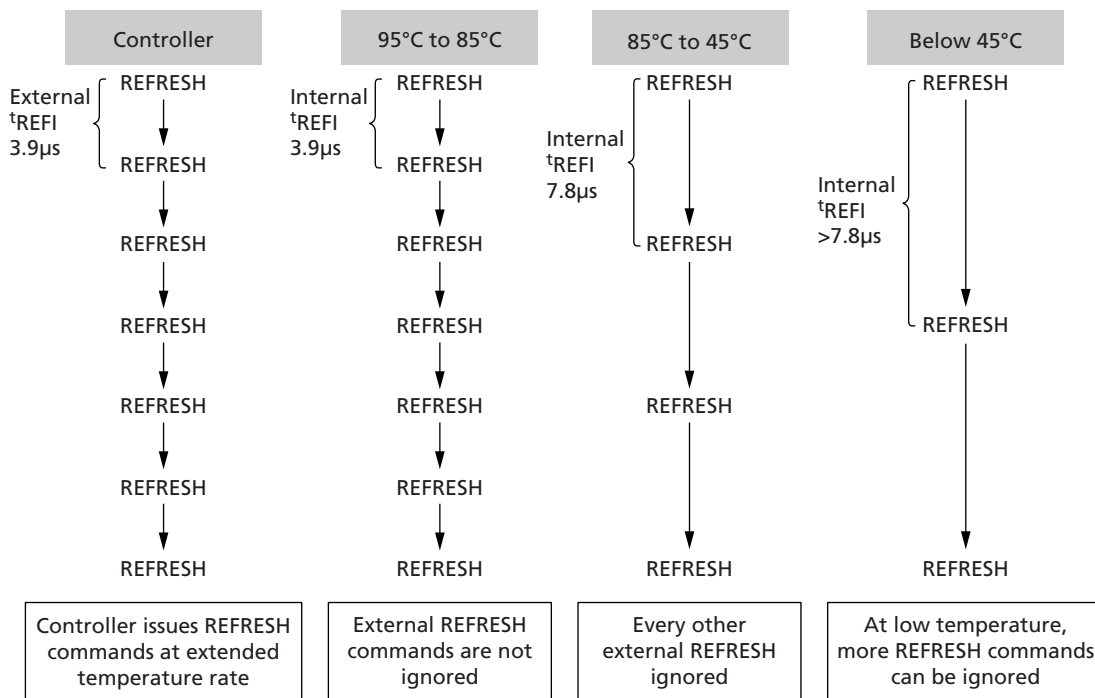 Controller
External
tREFI
3.9µs
REFRESH
REFRESH
REFRESH
REFRESH
REFRESH
REFRESH
REFRESH
Controller issues REFRESH
commands at extended
temperature rate
95°C to 85°C
Internal
tREFI
3.9µs
REFRESH
REFRESH
REFRESH
REFRESH
REFRESH
REFRESH
REFRESH
External REFRESH
commands are not
ignored
85°C to 45°C
Internal
tREFI
7.8µs
REFRESH
REFRESH
REFRESH
REFRESH
Every other
external REFRESH
ignored
Below 45°C
Internal
tREFI
>7.8µs
REFRESH
REFRESH
REFRESH
At low temperature,
more REFRESH commands
can be ignored